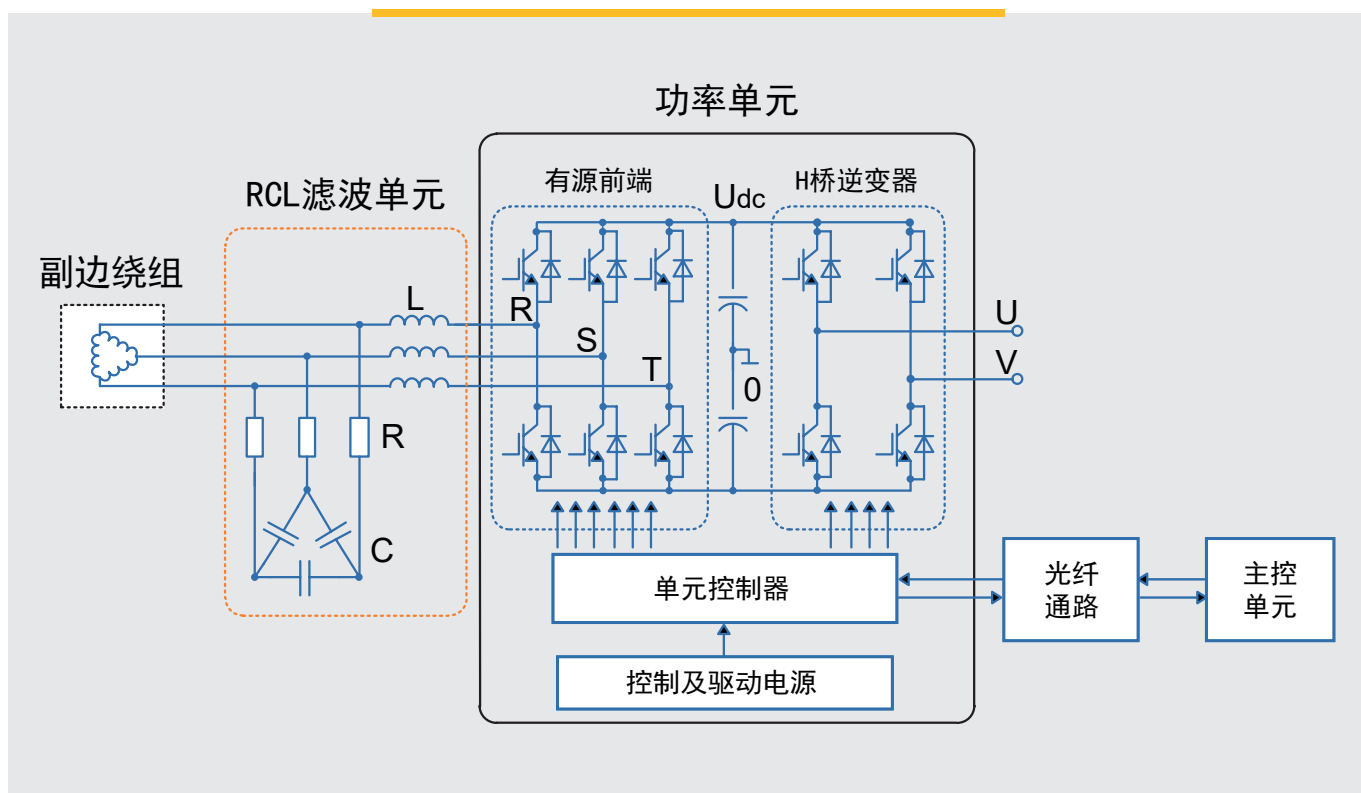 功率单元
RCL滤波单元
有源前端
Udc
H桥逆变器
副边绕组
L
R
S
T
0
U
V
R
C
单元控制器
光纤
通路
主控
单元
控制及驱动电源